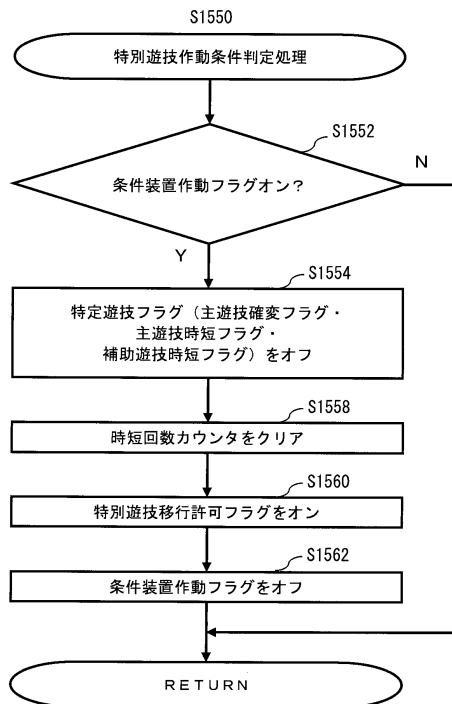 S1550
特別遊技作動条件判定処理
S1552
条件装置作動フラグオン？
N
Y
S1554
特定遊技フラグ（主遊技確変フラグ・
主遊技時短フラグ・
補助遊技時短フラグ）をオフ
S1558
時短回数カウンタをクリア
S1560
特別遊技移行許可フラグをオン
S1562
条件装置作動フラグをオフ
RETURN